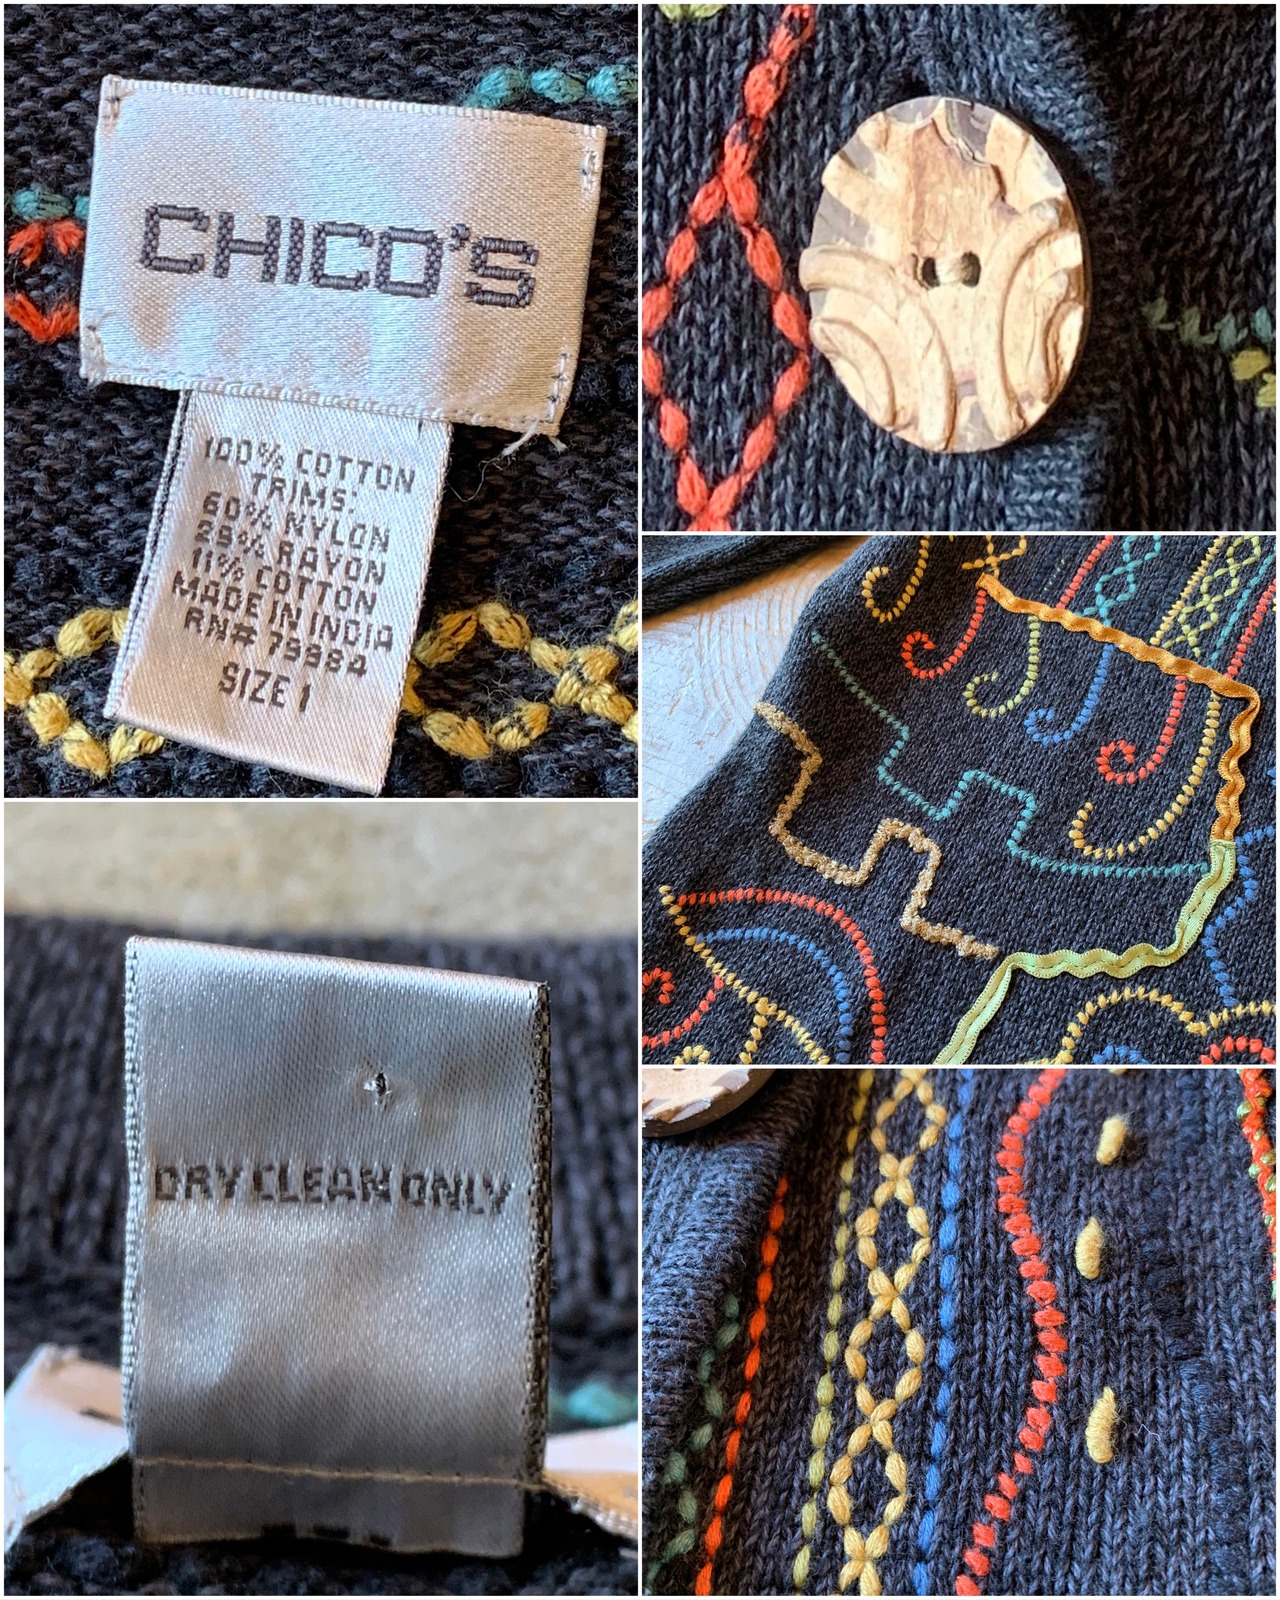 CHICO'S
100% COTTON
TRIMS:
60% NYLON
29% RAYON
11% COTTON
MADE IN INDIA
RN# 79984
SIZE 1
DRY CLEAN ONLY